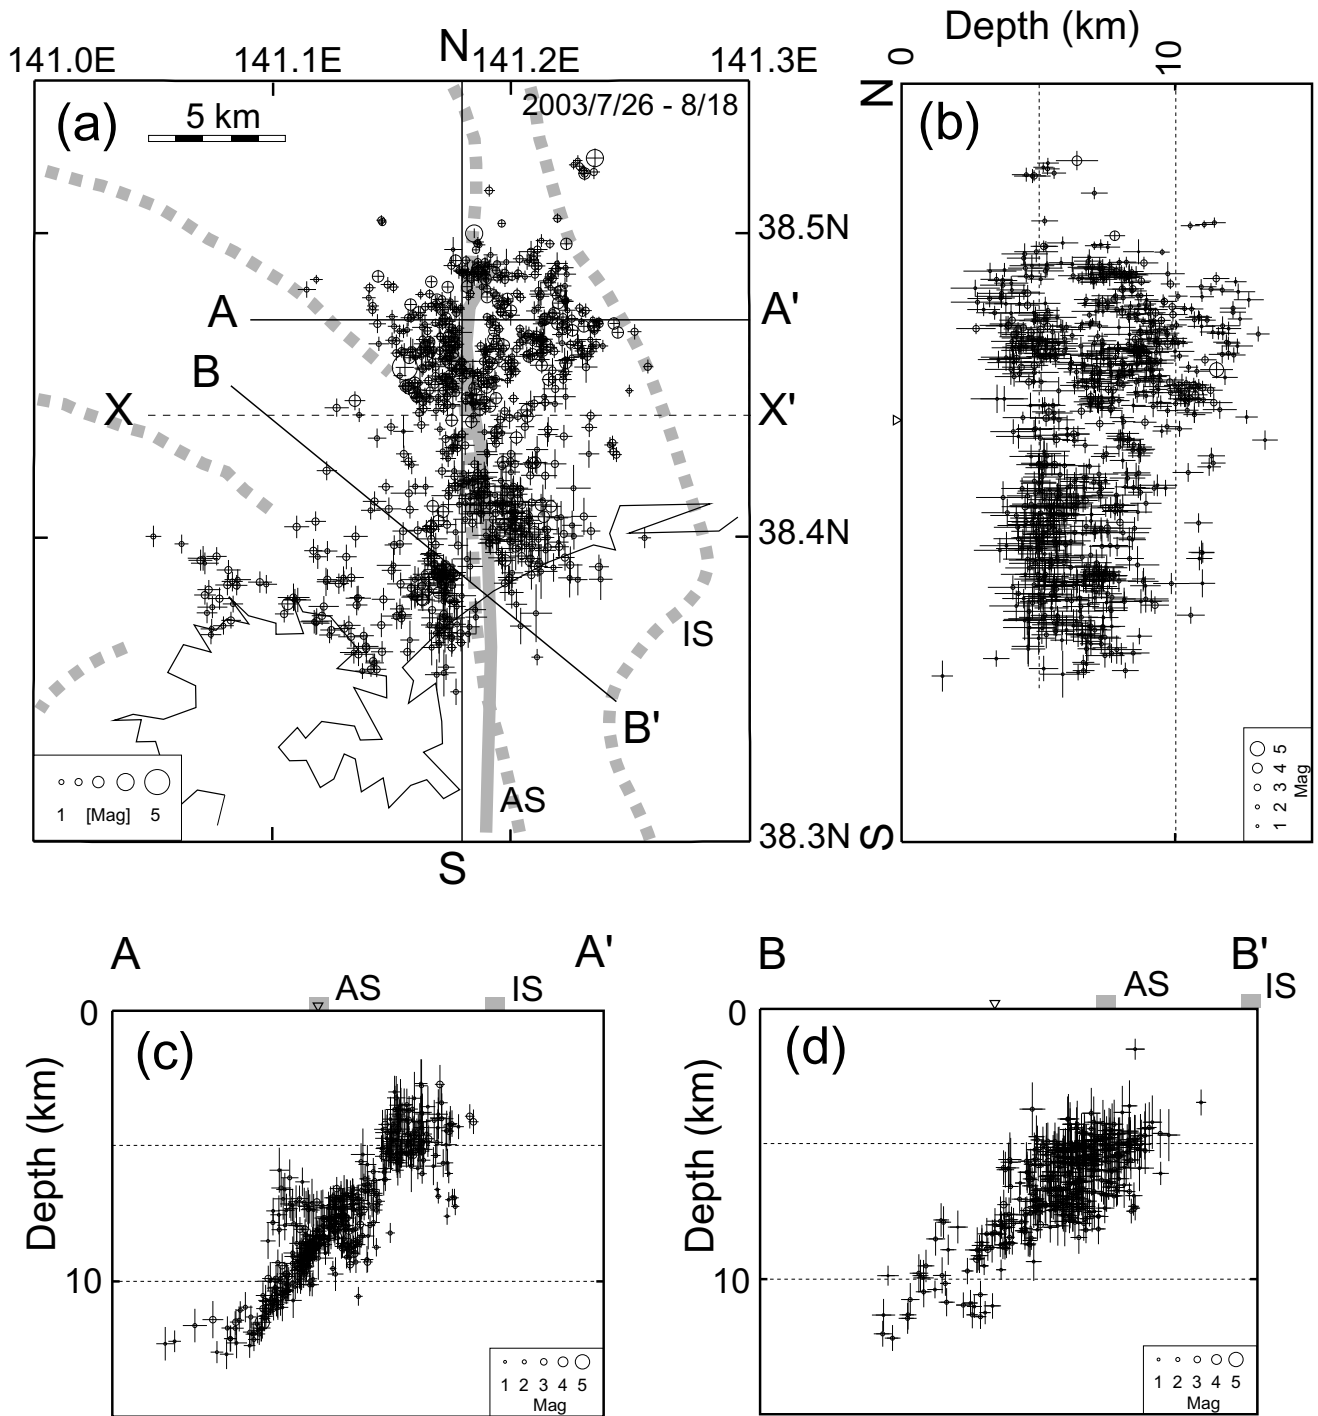 141.0E 141.1E N 141.2E 141.3E
(a) 5 km 2003/7/26 - 8/18
38.5N
A A'
B
X X'
38.4N
IS
B'
AS
1 [Mag] 5
38.3N
S
Depth (km)
0 10
N
(b)
S
1 2 3 4 5
Mag
A A'
AS IS
0
(c)
Depth (km)
10
1 2 3 4 5
Mag
B B'
AS IS
0
(d)
Depth (km)
10
1 2 3 4 5
Mag